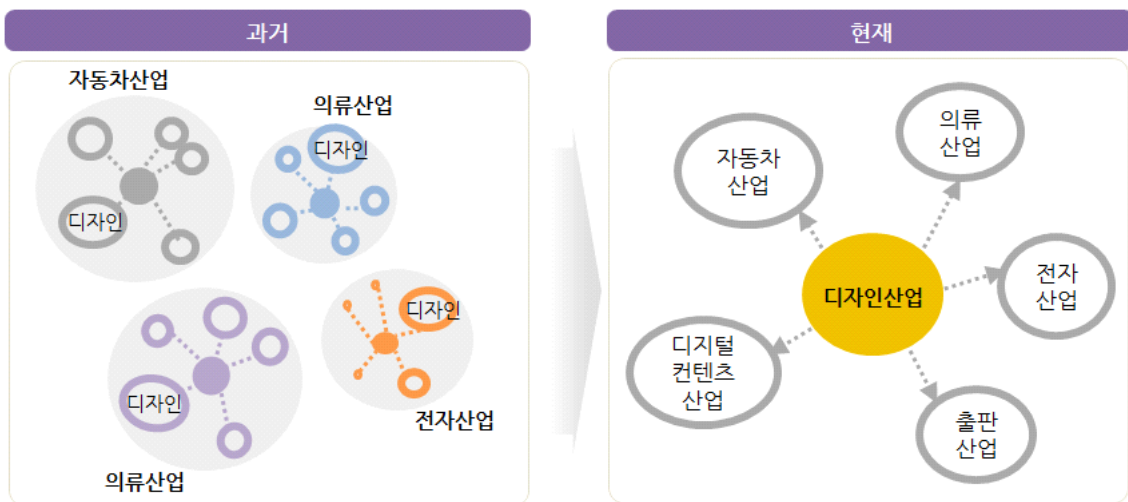 과거
자동차산업
디자인
의류산업
디자인
디자인
의류산업
디자인
전자산업
현재
자동차
산업
의류
산업
디자인산업
전자
산업
디지털
컨텐츠
산업
출판
산업